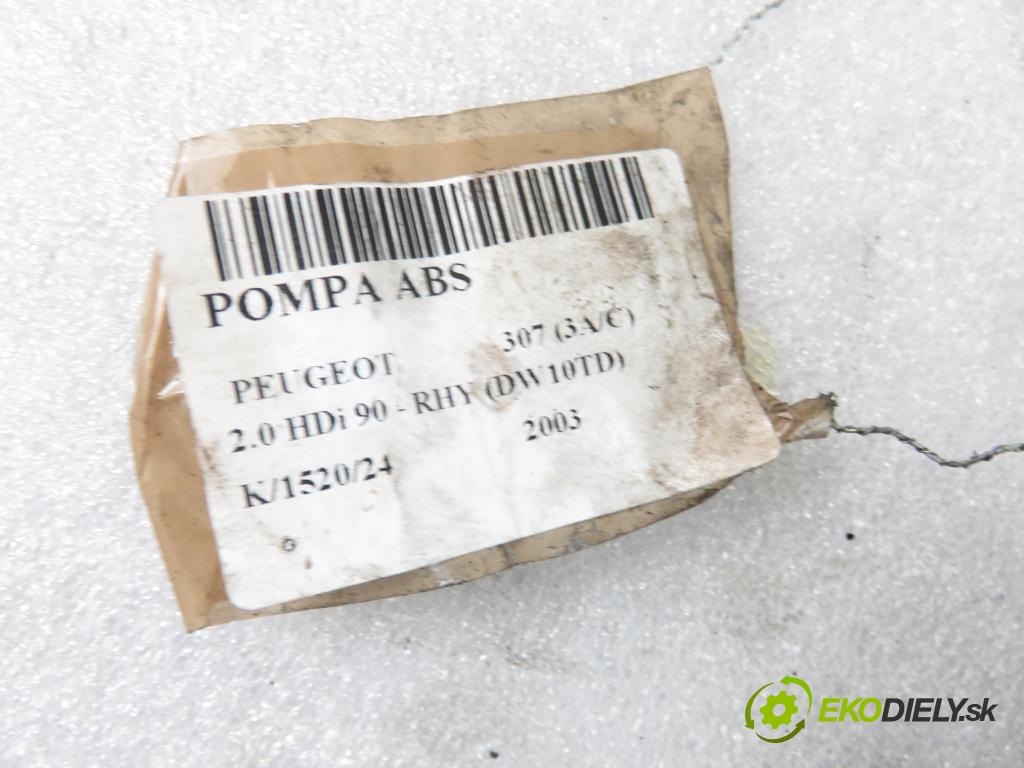 POMPA ABS
PEUGEOT 307 (3A/C)
2.0 HDi 90 - RHY (DW10TD)
K/1520/24 2003
EKODIELY.sk